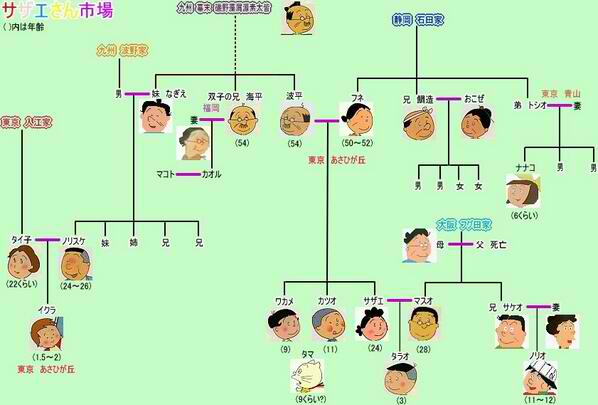 サザエさん市場
( )内は年齢
九州 幕末 磯野藻屑源素太皆
静岡 石田家
九州 波野家
男
妹 なぎえ
双子の兄 海平
波平
フネ
兄 鯛造
おこぜ
弟 トシオ
東京 青山
妻
福岡
妻
(54)
(54)
(50～52)
東京 あさひが丘
東京 入江家
マコト
カオル
男
男
女
女
ナナコ
男
男
(6くらい)
タイ子
ノリスケ
妹
姉
兄
兄
大阪 フグ田家
母
父 死亡
(22くらい)
(24～26)
イクラ
ワカメ
カツオ
サザエ
マスオ
兄 サケオ
妻
(9)
(11)
(24)
(28)
(1.5～2)
東京 あさひが丘
タマ
(9くらい?)
タラオ
(3)
ノリオ
(11～12)